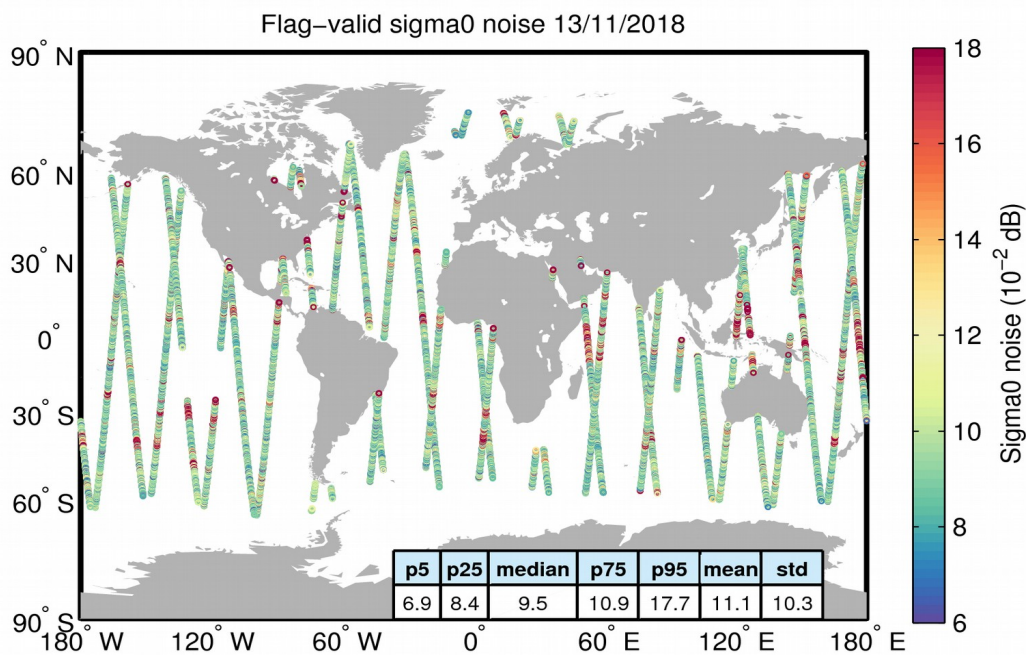 Flag−valid sigma0 noise 13/11/2018
90° N
60° N
30° N
0°
30° S
60° S
90° S
180° W
120° W
60° W
0°
60° E
120° E
180° E
p5 p25 median p75 p95 mean std
6.9 8.4 9.5 10.9 17.7 11.1 10.3
18
16
14
12
10
8
6
Sigma0 noise (10⁻² dB)